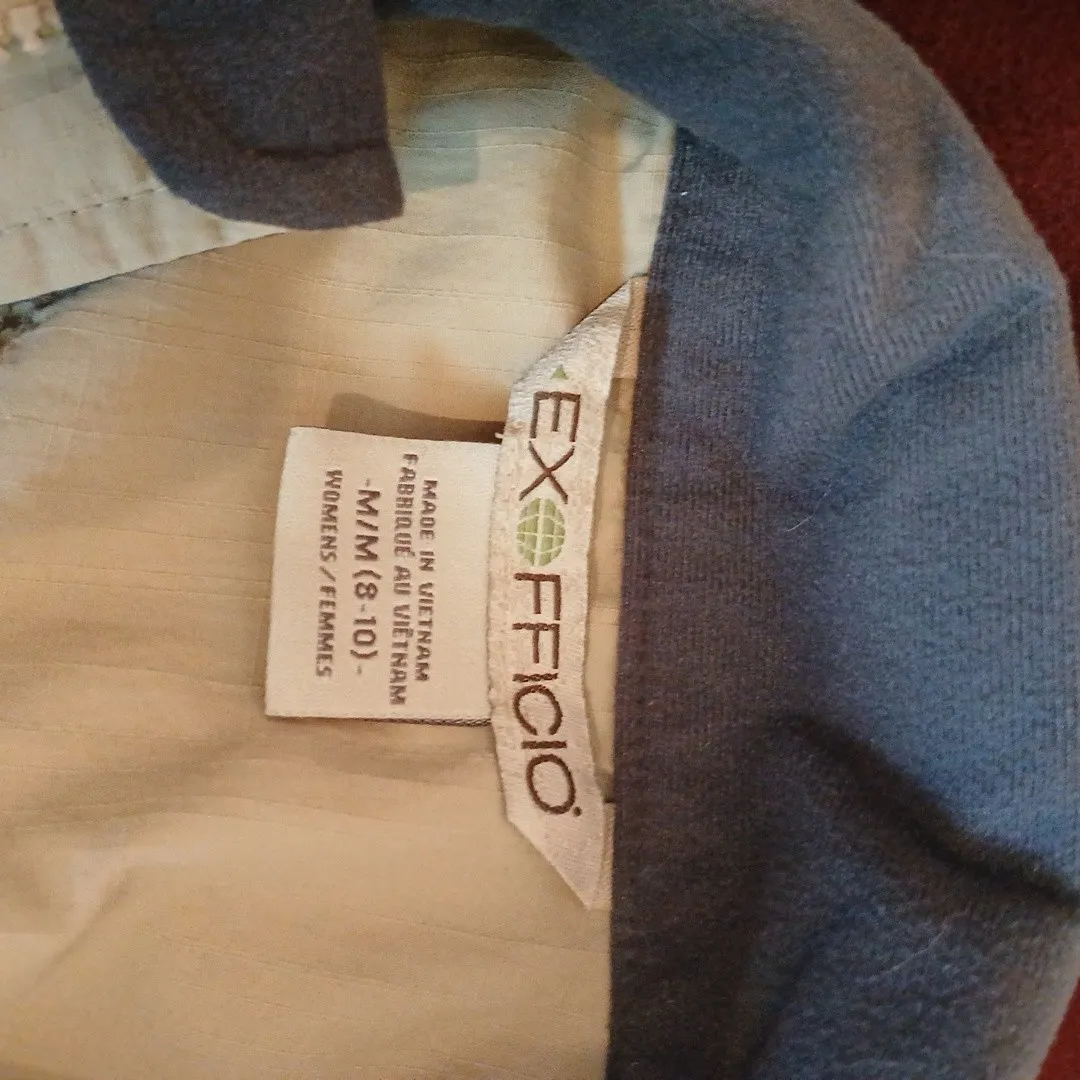 EXOFFICIO
MADE IN VIETNAM
FABRIQUÉ AU VIÊTNAM
-M/M (8-10)-
WOMENS / FEMMES